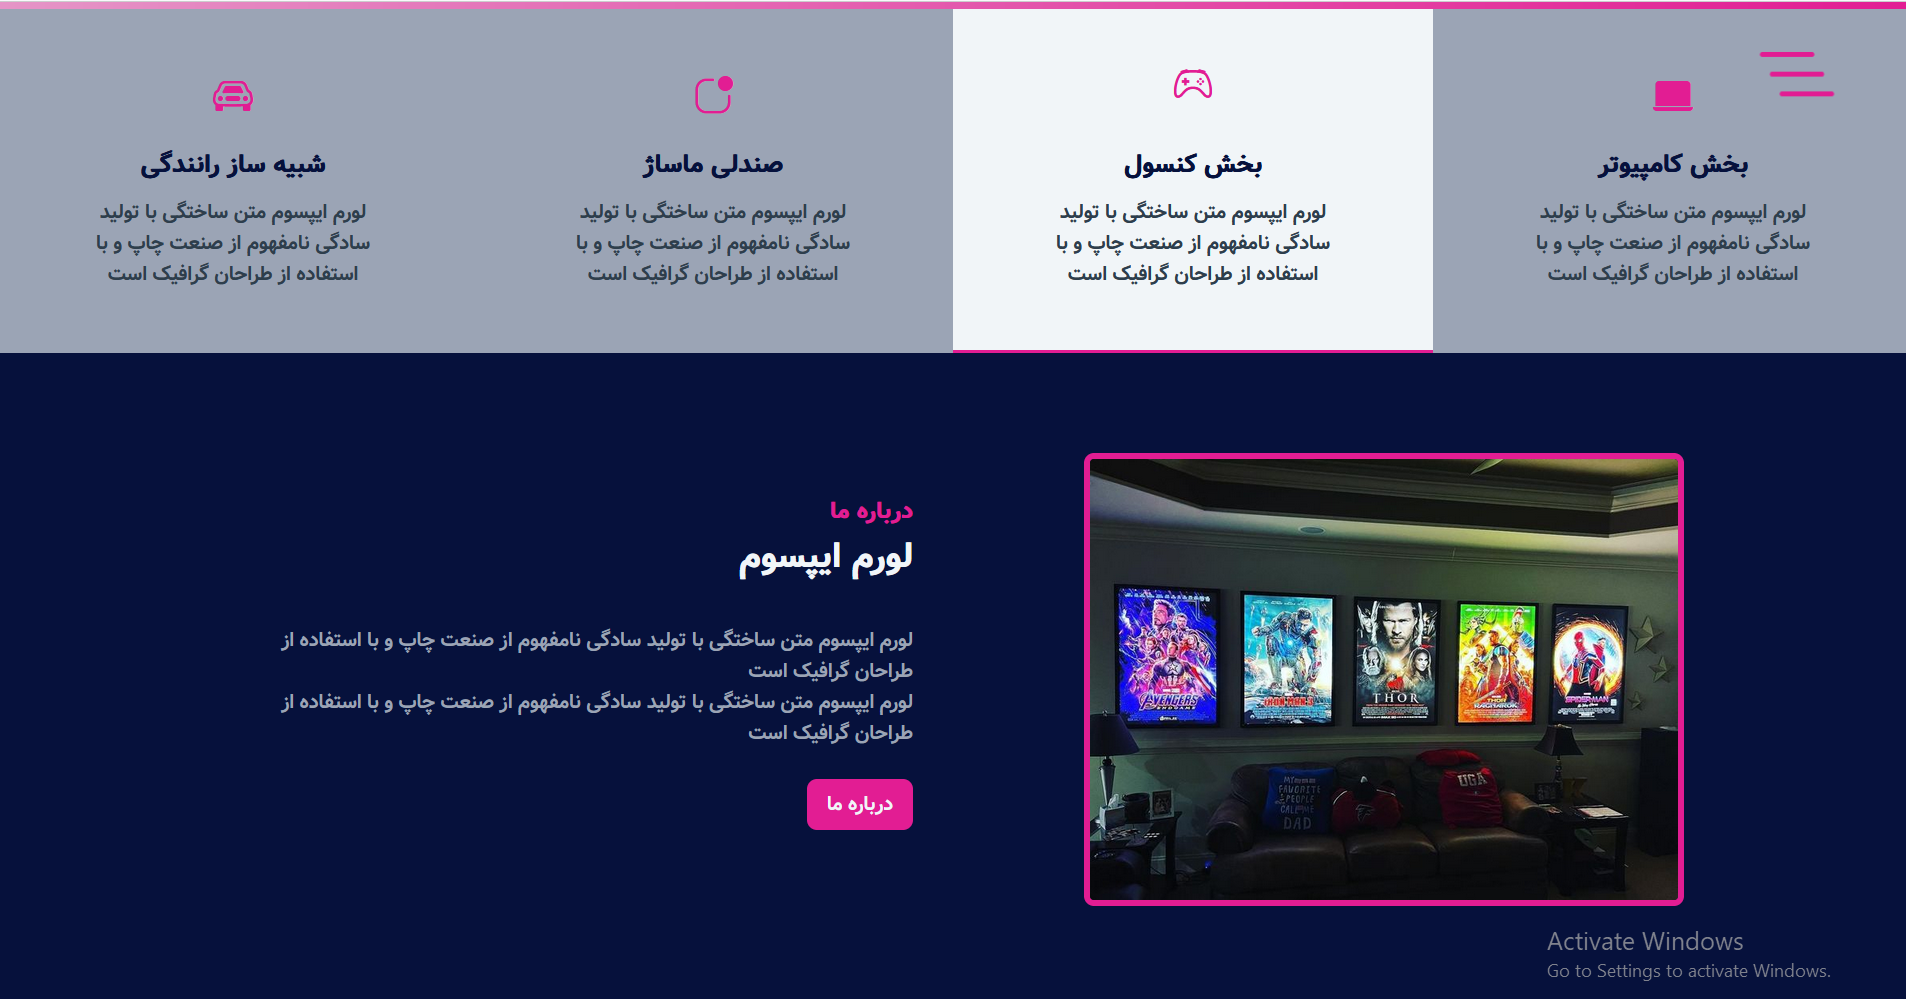 بخش کامپیوتر
لورم ایپسوم متن ساختگی با تولید
سادگی نامفهوم از صنعت چاپ و با
استفاده از طراحان گرافیک است
بخش کنسول
لورم ایپسوم متن ساختگی با تولید
سادگی نامفهوم از صنعت چاپ و با
استفاده از طراحان گرافیک است
صندلی ماساژ
لورم ایپسوم متن ساختگی با تولید
سادگی نامفهوم از صنعت چاپ و با
استفاده از طراحان گرافیک است
شبیه ساز رانندگی
لورم ایپسوم متن ساختگی با تولید
سادگی نامفهوم از صنعت چاپ و با
استفاده از طراحان گرافیک است
AVENGERS
ENDGAME
IRON MAN 3
THOR
THOR
RAGNAROK
SPIDER-MAN
MY
FAVORITE
PEOPLE
CALL ME
DAD
UGA
درباره ما
لورم ایپسوم
لورم ایپسوم متن ساختگی با تولید سادگی نامفهوم از صنعت چاپ و با استفاده از
طراحان گرافیک است
لورم ایپسوم متن ساختگی با تولید سادگی نامفهوم از صنعت چاپ و با استفاده از
طراحان گرافیک است
درباره ما
Activate Windows
Go to Settings to activate Windows.